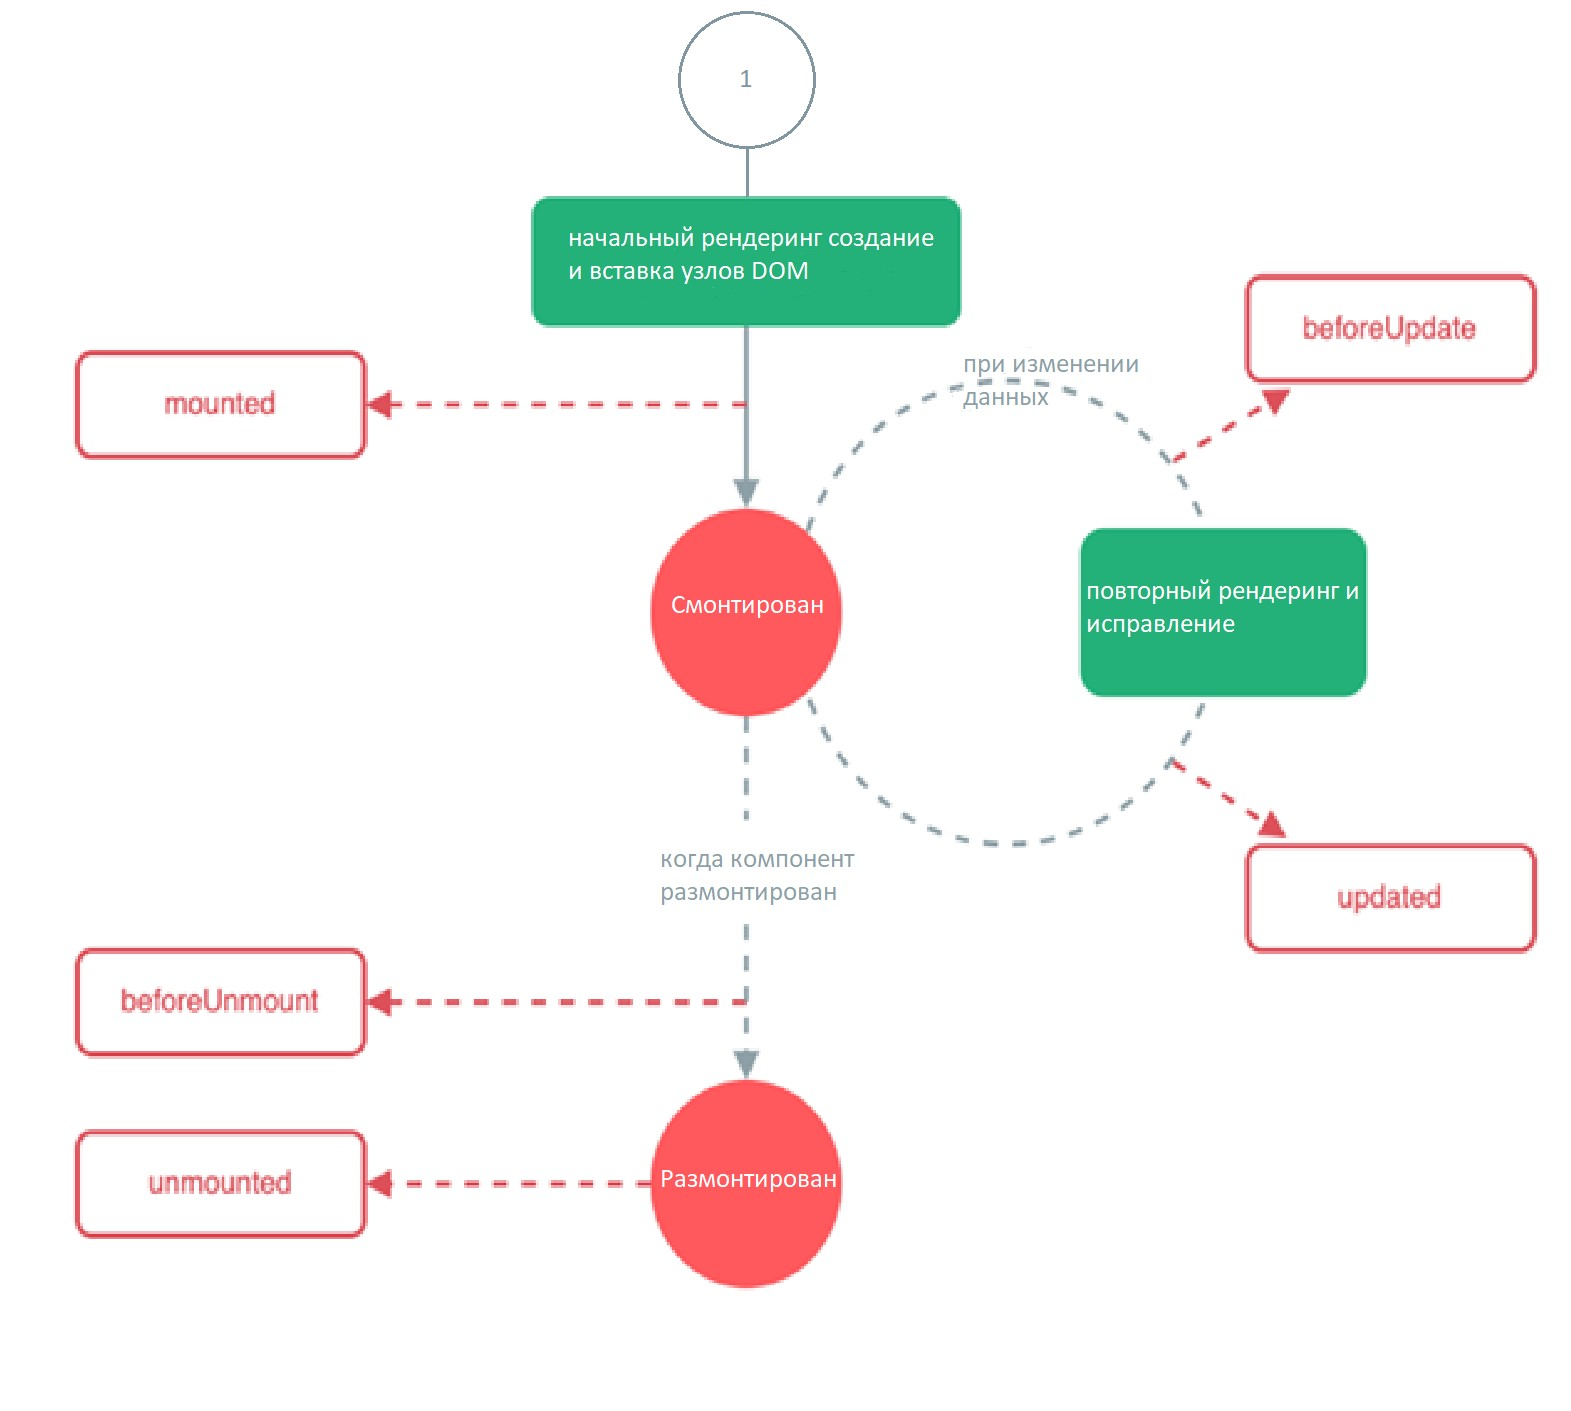 1
начальный рендеринг создание
и вставка узлов DOM
beforeUpdate
при изменении
данных
mounted
Смонтирован
повторный рендеринг и
исправление
когда компонент
размонтирован
updated
beforeUnmount
Размонтирован
unmounted